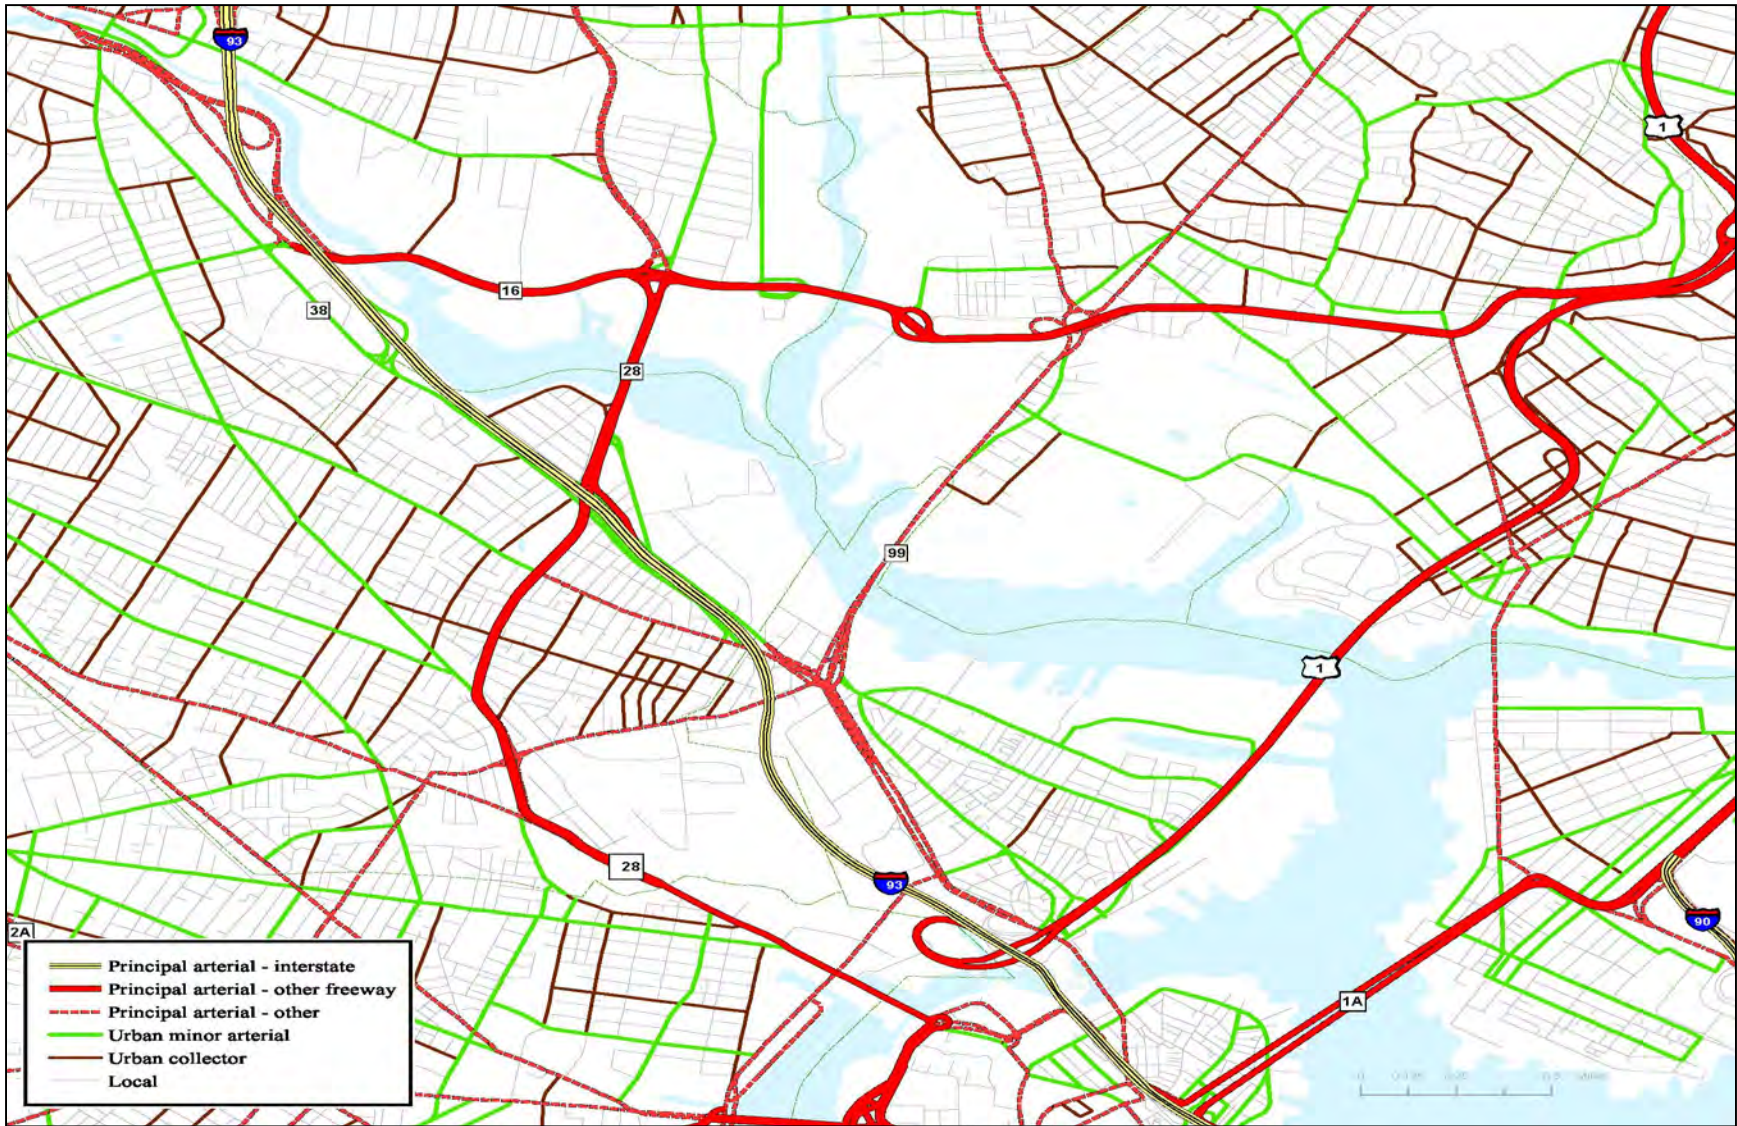 93
1
16
38
28
99
1
28
93
90
2A
1A
Principal arterial - interstate
Principal arterial - other freeway
Principal arterial - other
Urban minor arterial
Urban collector
Local